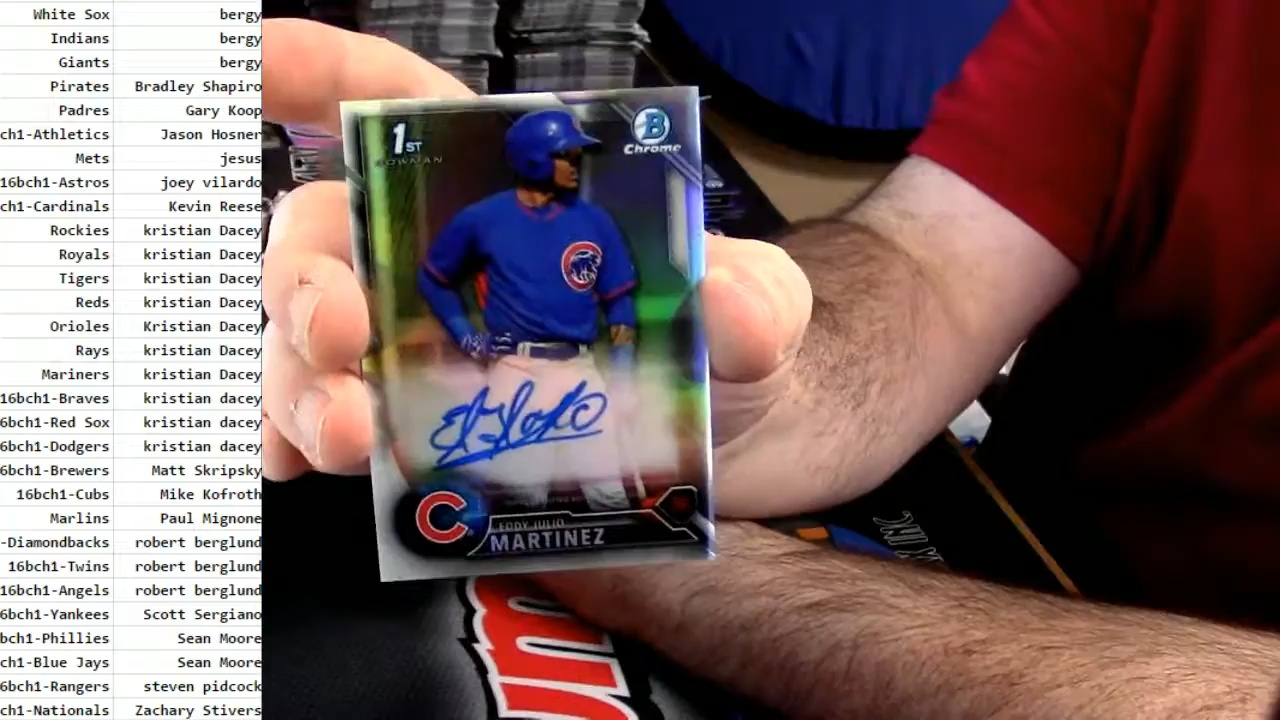 White Sox bergy
Indians bergy
Giants bergy
Pirates Bradley Shapiro
Padres Gary Koop
ch1-Athletics Jason Hosner
Mets jesus
16bch1-Astros joey vilardo
ch1-Cardinals Kevin Reese
Rockies kristian Dacey
Royals kristian Dacey
Tigers kristian Dacey
Reds kristian Dacey
Orioles Kristian Dacey
Rays kristian Dacey
Mariners kristian Dacey
16bch1-Braves kristian dacey
6bch1-Red Sox kristian dacey
6bch1-Dodgers kristian dacey
6bch1-Brewers Matt Skripsky
16bch1-Cubs Mike Kofroth
Marlins Paul Mignone
-Diamondbacks robert berglund
16bch1-Twins robert berglund
16bch1-Angels robert berglund
6bch1-Yankees Scott Sergiano
bch1-Phillies Sean Moore
ch1-Blue Jays Sean Moore
6bch1-Rangers steven pidcock
ch1-Nationals Zachary Stivers
1ST
BOWMAN
B
Chrome
C
EDDY JULIO
MARTINEZ